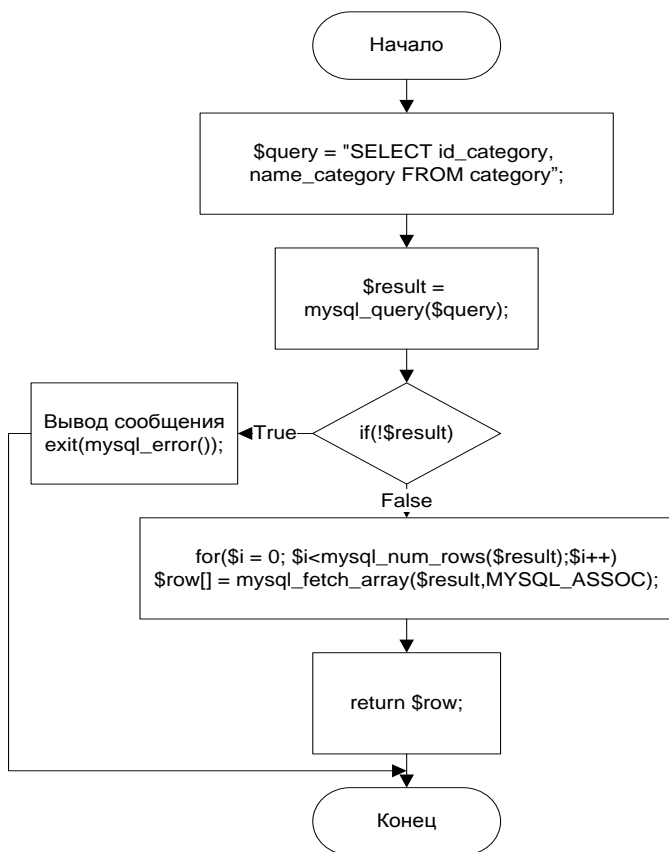 Начало
$query = "SELECT id_category,
name_category FROM category”;
$result =
mysql_query($query);
Вывод сообщения
exit(mysql_error());
True
if(!$result)
False
for($i = 0; $i<mysql_num_rows($result);$i++)
$row[] = mysql_fetch_array($result,MYSQL_ASSOC);
return $row;
Конец